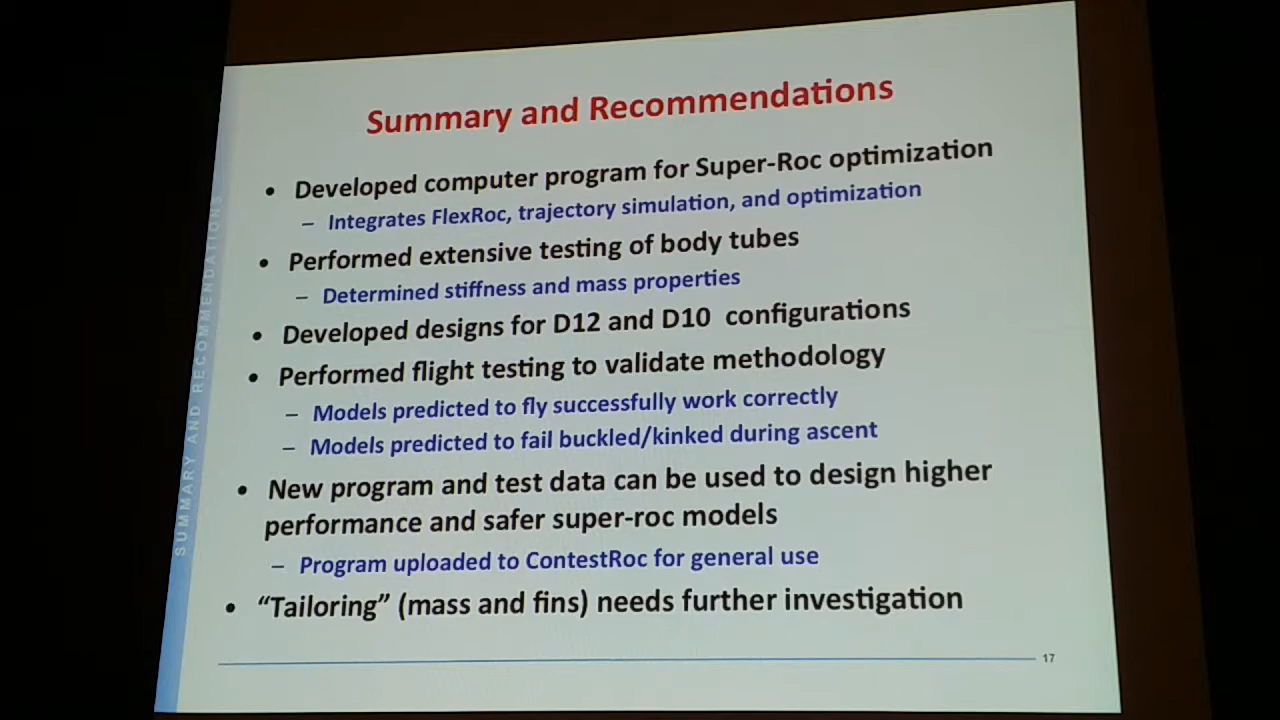 Summary and Recommendations
• Developed computer program for Super-Roc optimization
– Integrates FlexRoc, trajectory simulation, and optimization
• Performed extensive testing of body tubes
– Determined stiffness and mass properties
• Developed designs for D12 and D10 configurations
• Performed flight testing to validate methodology
– Models predicted to fly successfully work correctly
– Models predicted to fail buckled/kinked during ascent
• New program and test data can be used to design higher
performance and safer super-roc models
– Program uploaded to ContestRoc for general use
• “Tailoring” (mass and fins) needs further investigation
17
SUMMARY AND RECOMMENDATIONS